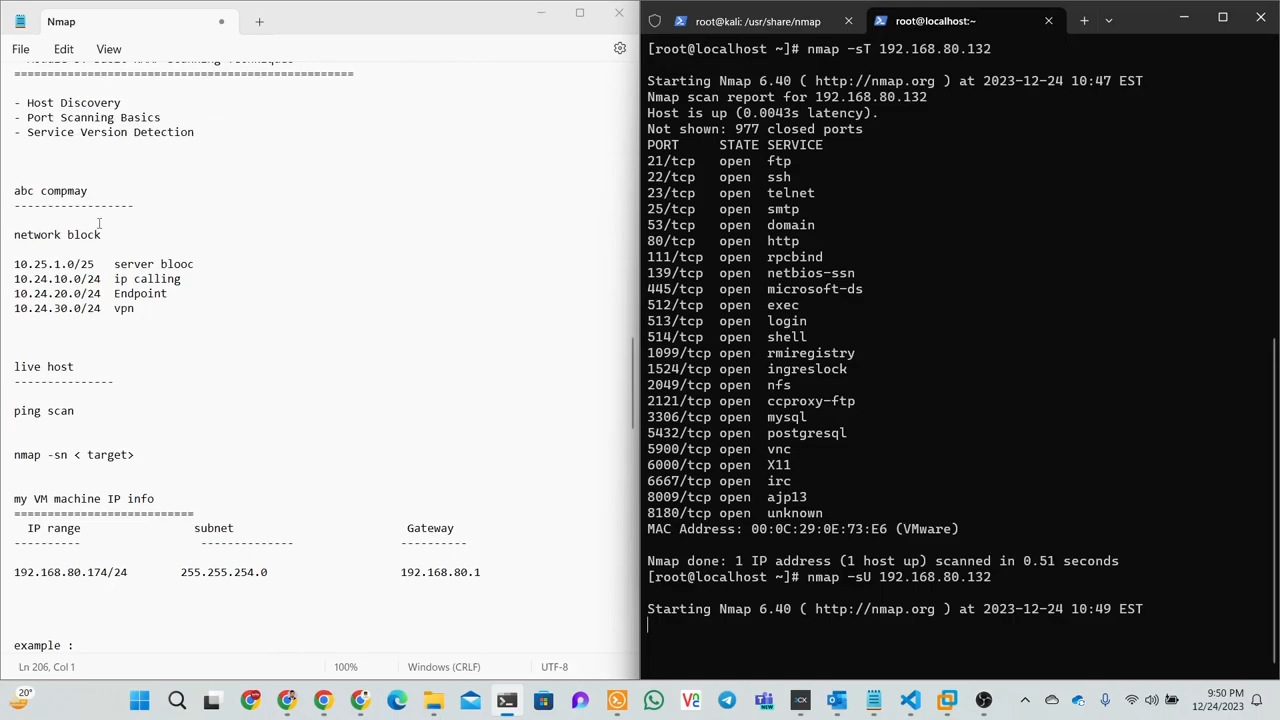 Nmap
File Edit View
===================================================
- Host Discovery
- Port Scanning Basics
- Service Version Detection
abc compmay
------------------
network block
10.25.1.0/25 server blooc
10.24.10.0/24 ip calling
10.24.20.0/24 Endpoint
10.24.30.0/24 vpn
live host
---------------
ping scan
nmap -sn < target>
my VM machine IP info
===========================
IP range subnet Gateway
---------- -------------- ----------
192.168.80.174/24 255.255.254.0 192.168.80.1
example :
Ln 206, Col 1 100% Windows (CRLF) UTF-8
root@kali: /usr/share/nmap root@localhost:~
[root@localhost ~]# nmap -sT 192.168.80.132
Starting Nmap 6.40 ( http://nmap.org ) at 2023-12-24 10:47 EST
Nmap scan report for 192.168.80.132
Host is up (0.0043s latency).
Not shown: 977 closed ports
PORT STATE SERVICE
21/tcp open ftp
22/tcp open ssh
23/tcp open telnet
25/tcp open smtp
53/tcp open domain
80/tcp open http
111/tcp open rpcbind
139/tcp open netbios-ssn
445/tcp open microsoft-ds
512/tcp open exec
513/tcp open login
514/tcp open shell
1099/tcp open rmiregistry
1524/tcp open ingreslock
2049/tcp open nfs
2121/tcp open ccproxy-ftp
3306/tcp open mysql
5432/tcp open postgresql
5900/tcp open vnc
6000/tcp open X11
6667/tcp open irc
8009/tcp open ajp13
8180/tcp open unknown
MAC Address: 00:0C:29:0E:73:E6 (VMware)
Nmap done: 1 IP address (1 host up) scanned in 0.51 seconds
[root@localhost ~]# nmap -sU 192.168.80.132
Starting Nmap 6.40 ( http://nmap.org ) at 2023-12-24 10:49 EST
20°
9:50 PM
12/24/2023